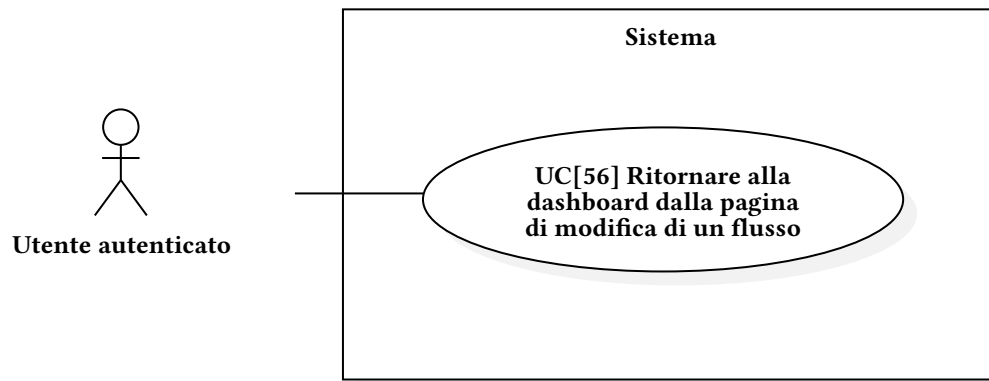 Sistema
UC[56] Ritornare alla
dashboard dalla pagina
di modifica di un flusso
Utente autenticato